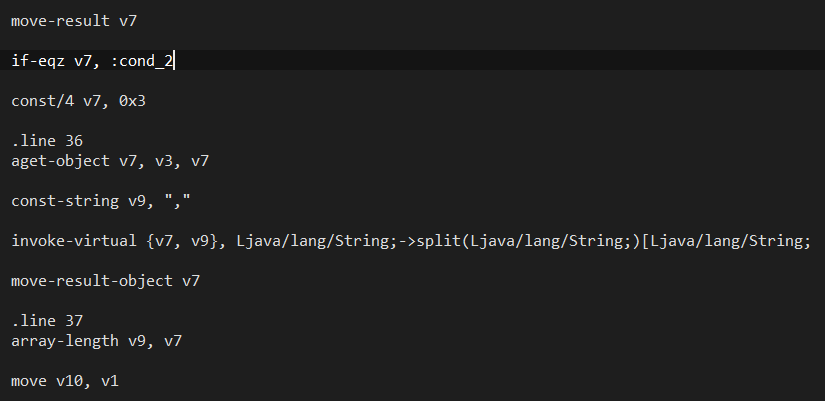 move-result v7
if-eqz v7, :cond_2
const/4 v7, 0x3
.line 36
aget-object v7, v3, v7
const-string v9, ","
invoke-virtual {v7, v9}, Ljava/lang/String;->split(Ljava/lang/String;)[Ljava/lang/String;
move-result-object v7
.line 37
array-length v9, v7
move v10, v1